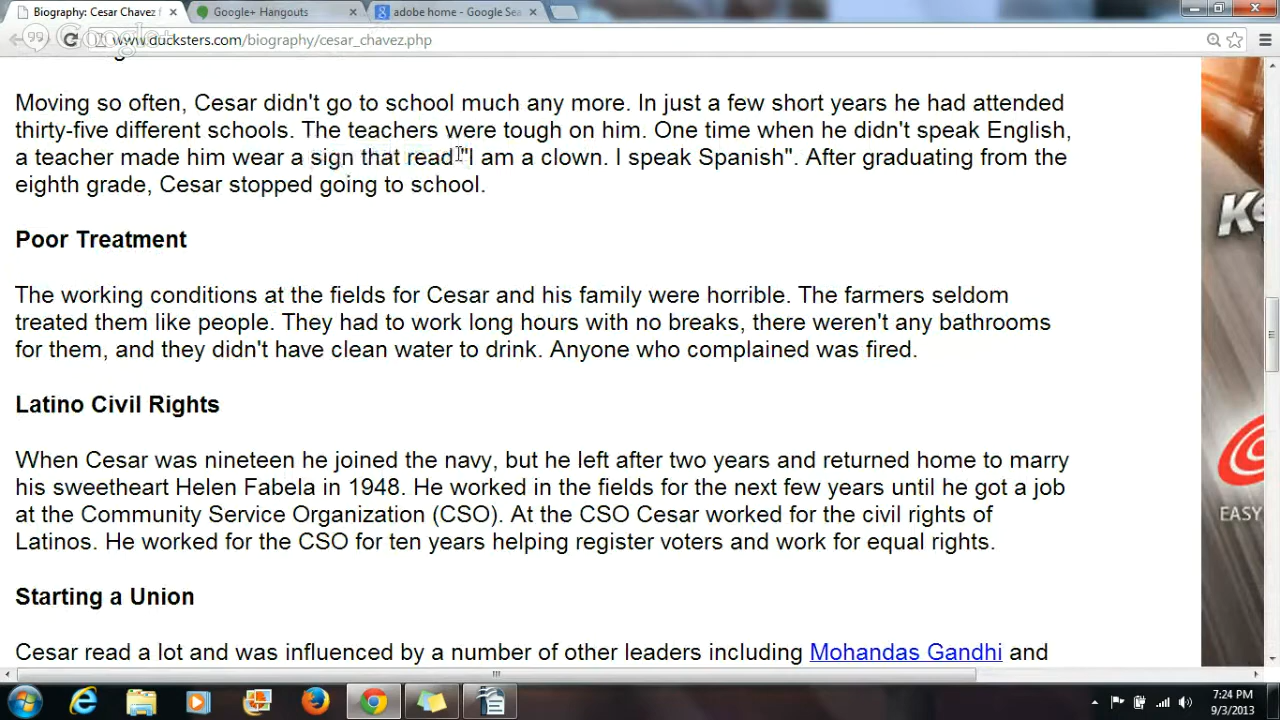 Biography: Cesar Chavez f
Google+ Hangouts
adobe home - Google Sea
www.ducksters.com/biography/cesar_chavez.php
Google+
Moving so often, Cesar didn't go to school much any more. In just a few short years he had attended
thirty-five different schools. The teachers were tough on him. One time when he didn't speak English,
a teacher made him wear a sign that read "I am a clown. I speak Spanish". After graduating from the
eighth grade, Cesar stopped going to school.
Poor Treatment
The working conditions at the fields for Cesar and his family were horrible. The farmers seldom
treated them like people. They had to work long hours with no breaks, there weren't any bathrooms
for them, and they didn't have clean water to drink. Anyone who complained was fired.
Latino Civil Rights
When Cesar was nineteen he joined the navy, but he left after two years and returned home to marry
his sweetheart Helen Fabela in 1948. He worked in the fields for the next few years until he got a job
at the Community Service Organization (CSO). At the CSO Cesar worked for the civil rights of
Latinos. He worked for the CSO for ten years helping register voters and work for equal rights.
EASY
Starting a Union
Cesar read a lot and was influenced by a number of other leaders including Mohandas Gandhi and
7:24 PM
9/3/2013